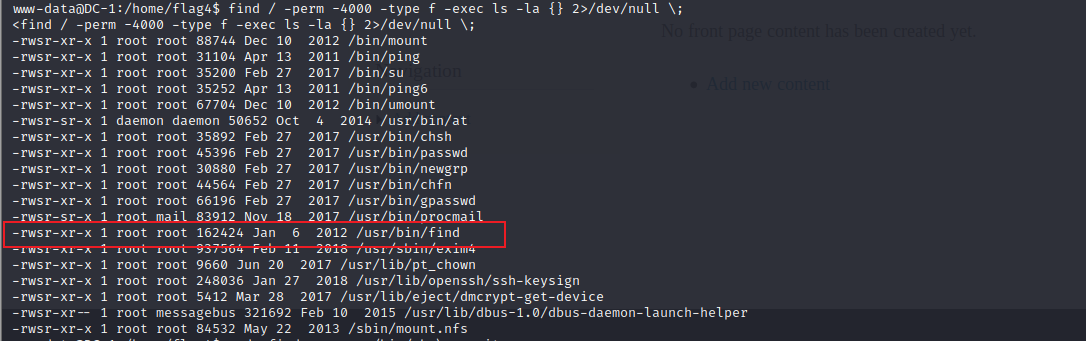 www-data@DC-1:/home/flag4$ find / -perm -4000 -type f -exec ls -la {} 2>/dev/null \;
<find / -perm -4000 -type f -exec ls -la {} 2>/dev/null \;
-rwsr-xr-x 1 root root 88744 Dec 10  2012 /bin/mount
-rwsr-xr-x 1 root root 31104 Apr 13  2011 /bin/ping
-rwsr-xr-x 1 root root 35200 Feb 27  2017 /bin/su
-rwsr-xr-x 1 root root 35252 Apr 13  2011 /bin/ping6
-rwsr-xr-x 1 root root 67704 Dec 10  2012 /bin/umount
-rwsr-sr-x 1 daemon daemon 50652 Oct  4  2014 /usr/bin/at
-rwsr-xr-x 1 root root 35892 Feb 27  2017 /usr/bin/chsh
-rwsr-xr-x 1 root root 45396 Feb 27  2017 /usr/bin/passwd
-rwsr-xr-x 1 root root 30880 Feb 27  2017 /usr/bin/newgrp
-rwsr-xr-x 1 root root 44564 Feb 27  2017 /usr/bin/chfn
-rwsr-xr-x 1 root root 66196 Feb 27  2017 /usr/bin/gpasswd
-rwsr-sr-x 1 root mail 83912 Nov 18  2017 /usr/bin/procmail
-rwsr-xr-x 1 root root 162424 Jan  6  2012 /usr/bin/find
-rwsr-xr-x 1 root root 937564 Feb 11  2018 /usr/sbin/exim4
-rwsr-xr-x 1 root root 9660 Jun 20  2017 /usr/lib/pt_chown
-rwsr-xr-x 1 root root 248036 Jan 27  2018 /usr/lib/openssh/ssh-keysign
-rwsr-xr-x 1 root root 5412 Mar 28  2017 /usr/lib/eject/dmcrypt-get-device
-rwsr-xr-- 1 root messagebus 321692 Feb 10  2015 /usr/lib/dbus-1.0/dbus-daemon-launch-helper
-rwsr-xr-x 1 root root 84532 May 22  2013 /sbin/mount.nfs
No front page content has been created yet.
Add new content